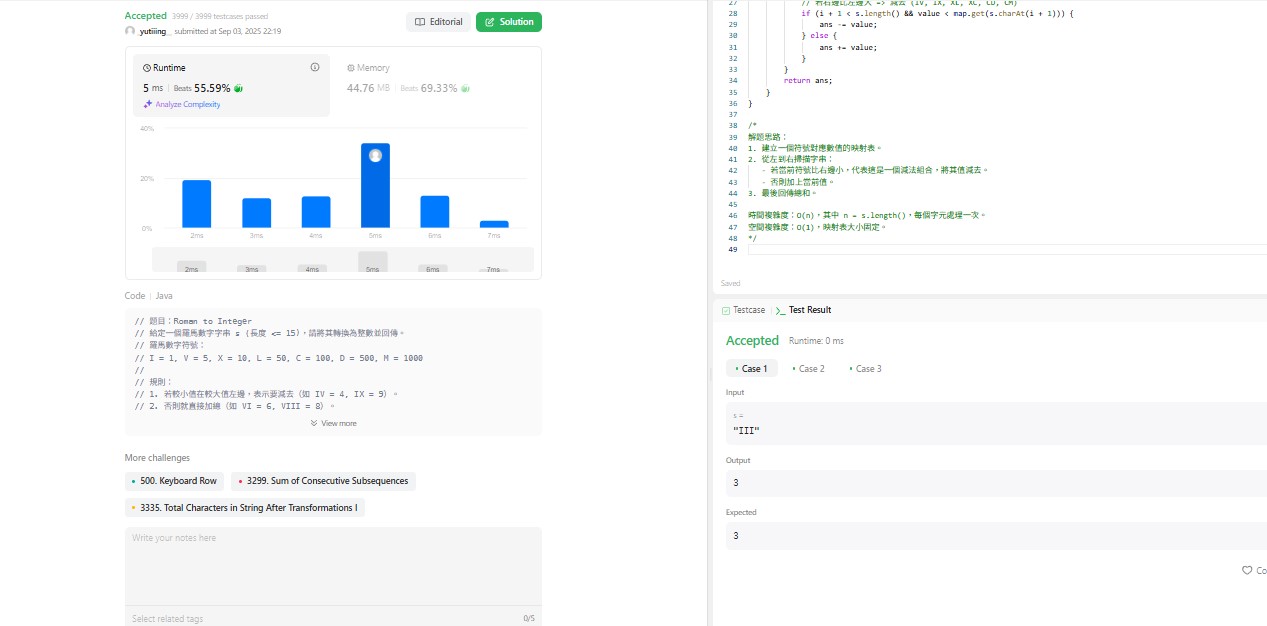 Accepted 3999 / 3999 testcases passed
yutiiing_ submitted at Sep 03, 2025 22:19
Editorial
Solution
Runtime
5 ms | Beats 55.59%
Analyze Complexity
Memory
44.76 MB | Beats 69.33%
40%
20%
0%
2ms 3ms 4ms 5ms 6ms 7ms
2ms 3ms 4ms 5ms 6ms 7ms
Code | Java
// 題目：Roman to Integer
// 給定一個羅馬數字字串 s (長度 <= 15)，請將其轉換為整數並回傳。
// 羅馬數字符號：
// I = 1, V = 5, X = 10, L = 50, C = 100, D = 500, M = 1000
//
// 規則：
// 1. 若較小值在較大值左邊，表示要減去（如 IV = 4, IX = 9）。
// 2. 否則就直接加總（如 VI = 6, VIII = 8）。
View more
More challenges
500. Keyboard Row
3299. Sum of Consecutive Subsequences
3335. Total Characters in String After Transformations I
Write your notes here
Select related tags 0/5
27 // 若右邊比左邊大 => 減去 (IV, IX, XL, XC, CD, CM)
28 if (i + 1 < s.length() && value < map.get(s.charAt(i + 1))) {
29 ans -= value;
30 } else {
31 ans += value;
32 }
33 }
34 return ans;
35 }
36 }
37
38 /*
39 解題思路：
40 1. 建立一個符號對應數值的映射表。
41 2. 從左到右掃描字串：
42 - 若當前符號比右邊小，代表這是一個減法組合，將其值減去。
43 - 否則加上當前值。
44 3. 最後回傳總和。
45
46 時間複雜度：O(n)，其中 n = s.length()，每個字元處理一次。
47 空間複雜度：O(1)，映射表大小固定。
48 */
49
Saved
Testcase | Test Result
Accepted Runtime: 0 ms
Case 1 Case 2 Case 3
Input
s =
"III"
Output
3
Expected
3
Co